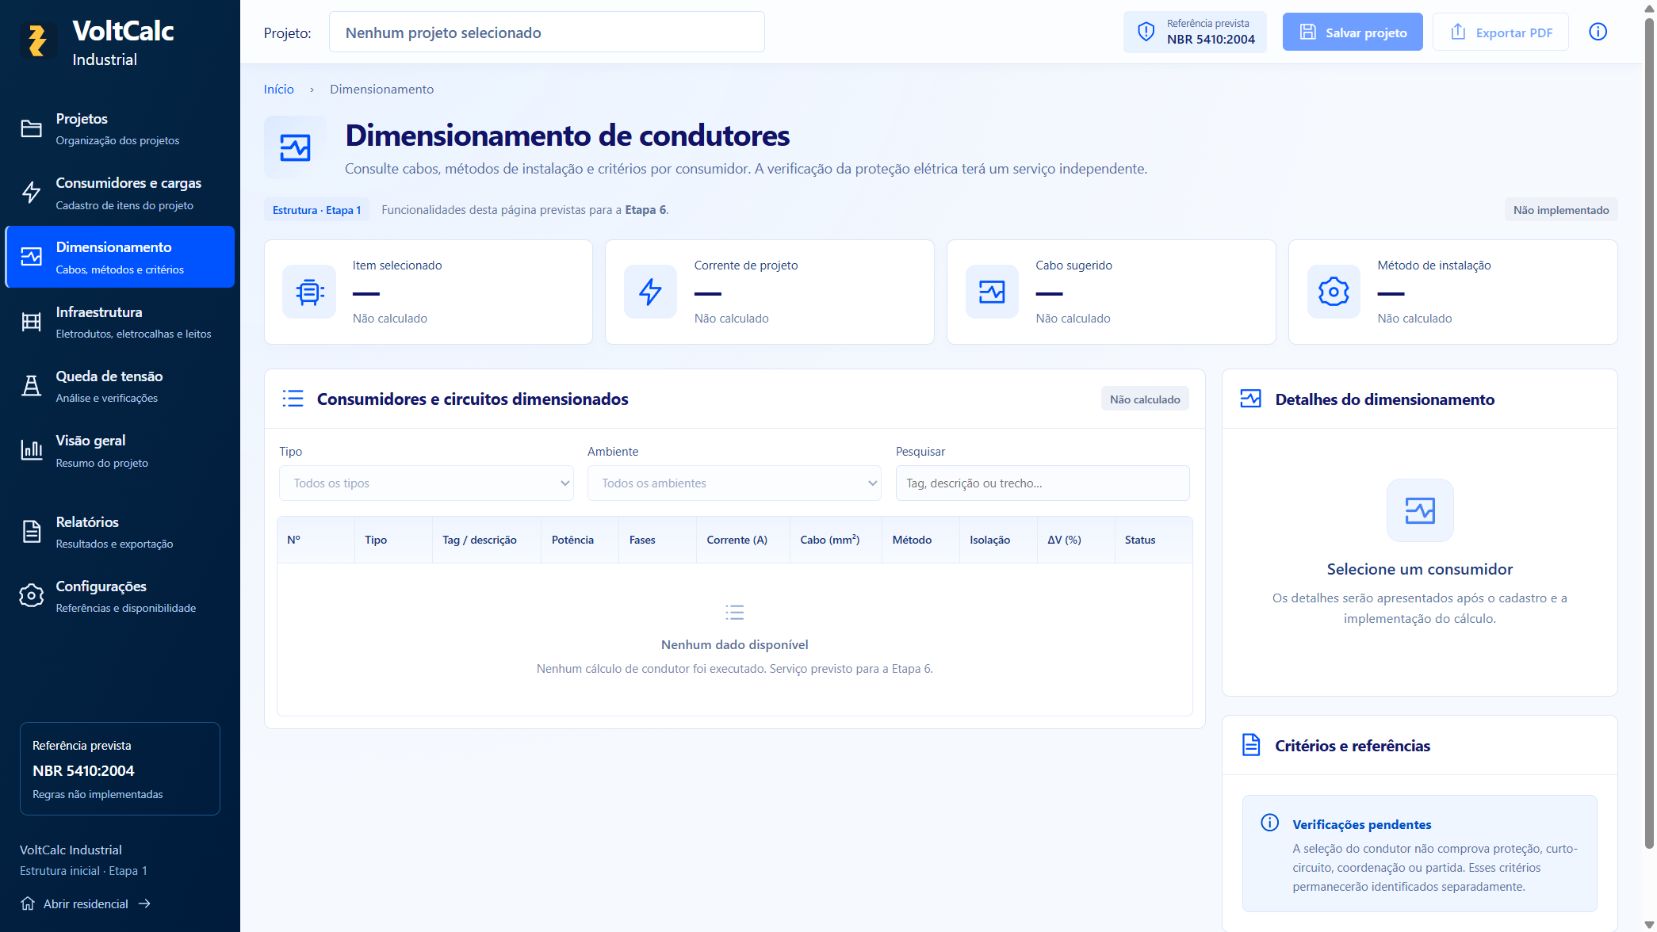 VoltCalc
Industrial
Projetos
Organização dos projetos
Consumidores e cargas
Cadastro de itens do projeto
Dimensionamento
Cabos, métodos e critérios
Infraestrutura
Eletrodutos, eletrocalhas e leitos
Queda de tensão
Análise e verificações
Visão geral
Resumo do projeto
Relatórios
Resultados e exportação
Configurações
Referências e disponibilidade
Referência prevista
NBR 5410:2004
Regras não implementadas
VoltCalc Industrial
Estrutura inicial · Etapa 1
Abrir residencial →
Projeto:
Nenhum projeto selecionado
Referência prevista
NBR 5410:2004
Salvar projeto
Exportar PDF
Início › Dimensionamento
Dimensionamento de condutores
Consulte cabos, métodos de instalação e critérios por consumidor. A verificação da proteção elétrica terá um serviço independente.
Estrutura · Etapa 1
Funcionalidades desta página previstas para a Etapa 6.
Não implementado
Item selecionado
—
Não calculado
Corrente de projeto
—
Não calculado
Cabo sugerido
—
Não calculado
Método de instalação
—
Não calculado
Consumidores e circuitos dimensionados
Não calculado
Tipo
Todos os tipos
Ambiente
Todos os ambientes
Pesquisar
Tag, descrição ou trecho...
Nº Tipo Tag / descrição Potência Fases Corrente (A) Cabo (mm²) Método Isolação ΔV (%) Status
Nenhum dado disponível
Nenhum cálculo de condutor foi executado. Serviço previsto para a Etapa 6.
Detalhes do dimensionamento
Selecione um consumidor
Os detalhes serão apresentados após o cadastro e a
implementação do cálculo.
Critérios e referências
Verificações pendentes
A seleção do condutor não comprova proteção, curto-
circuito, coordenação ou partida. Esses critérios
permanecerão identificados separadamente.